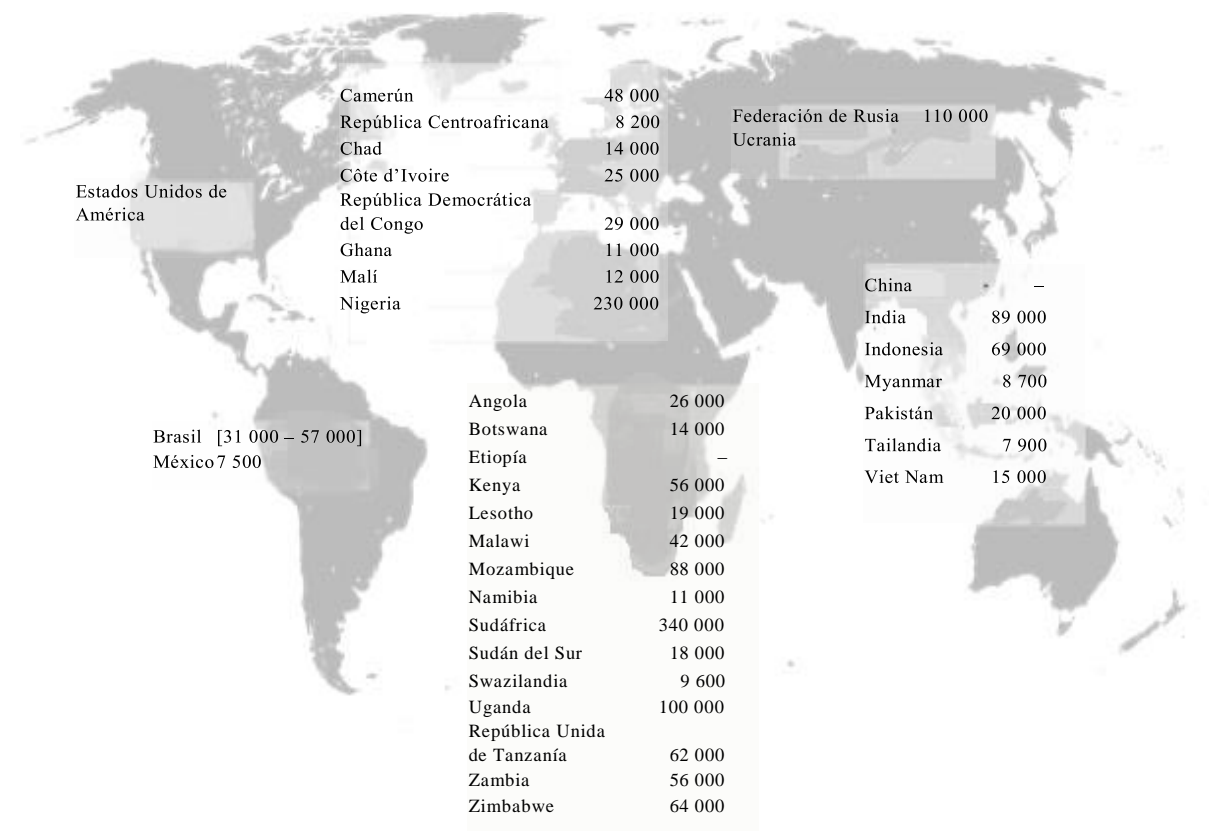 Estados Unidos de
América
Camerún 48 000
República Centroafricana 8 200
Chad 14 000
Côte d’Ivoire 25 000
República Democrática
del Congo 29 000
Ghana 11 000
Malí 12 000
Nigeria 230 000
Federación de Rusia 110 000
Ucrania
Brasil [31 000 – 57 000]
México 7 500
Angola 26 000
Botswana 14 000
Etiopía –
Kenya 56 000
Lesotho 19 000
Malawi 42 000
Mozambique 88 000
Namibia 11 000
Sudáfrica 340 000
Sudán del Sur 18 000
Swazilandia 9 600
Uganda 100 000
República Unida
de Tanzanía 62 000
Zambia 56 000
Zimbabwe 64 000
China –
India 89 000
Indonesia 69 000
Myanmar 8 700
Pakistán 20 000
Tailandia 7 900
Viet Nam 15 000